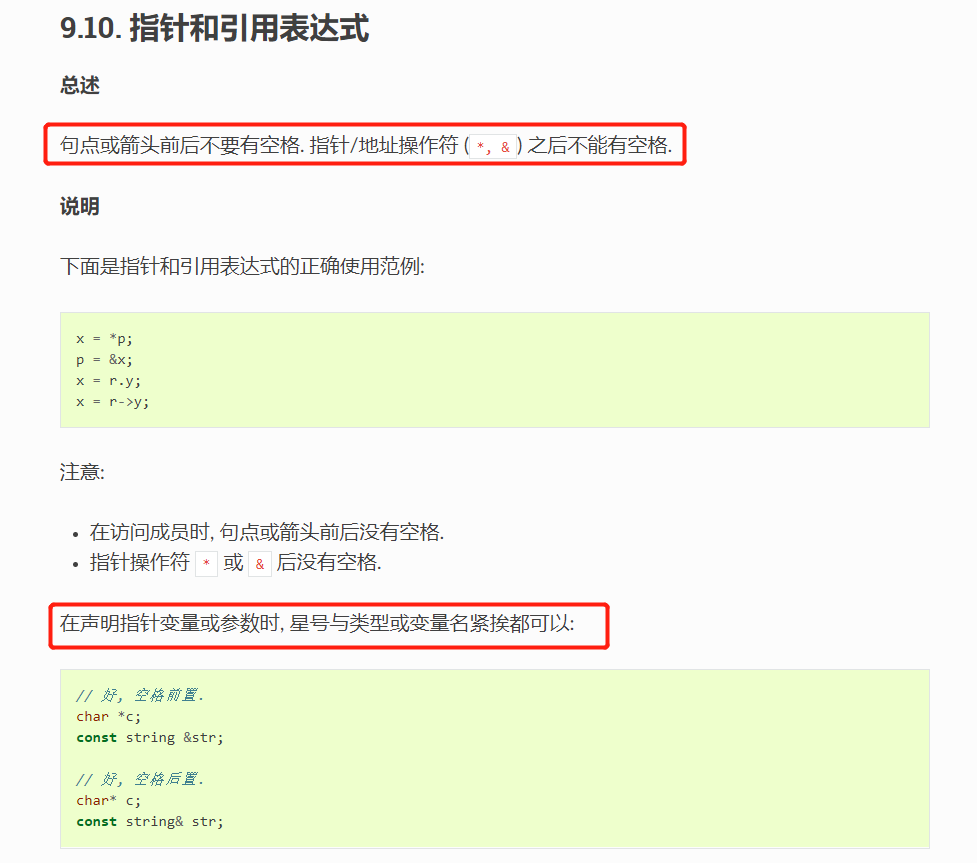 9.10. 指针和引用表达式
总述
句点或箭头前后不要有空格. 指针/地址操作符 ( *, & ) 之后不能有空格.
说明
下面是指针和引用表达式的正确使用范例:
x = *p;
p = &x;
x = r.y;
x = r->y;
注意:
• 在访问成员时, 句点或箭头前后没有空格.
• 指针操作符 * 或 & 后没有空格.
在声明指针变量或参数时, 星号与类型或变量名紧挨都可以:
// 好, 空格前置.
char *c;
const string &str;
// 好, 空格后置.
char* c;
const string& str;